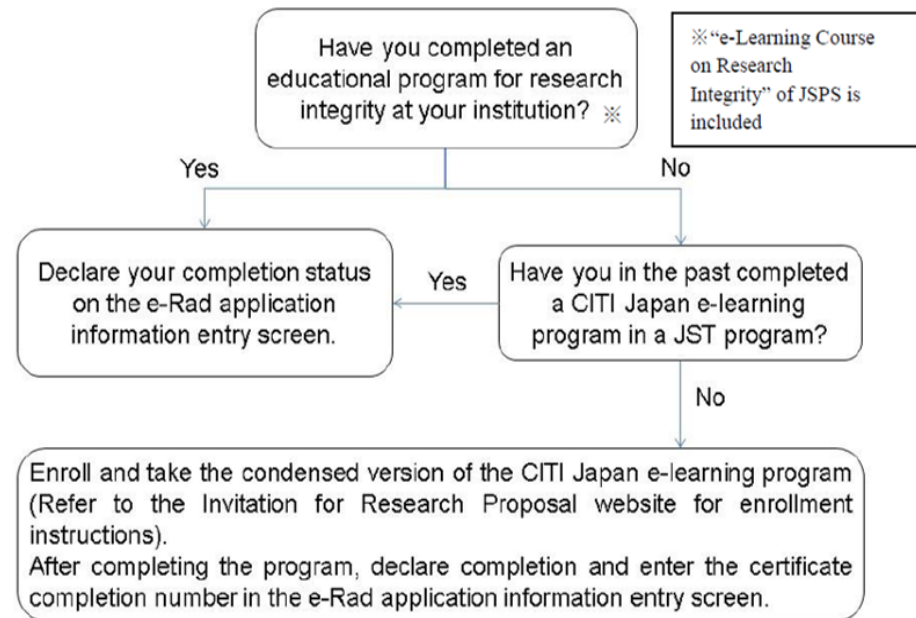 Have you completed an
educational program for research
integrity at your institution? ※
※“e-Learning Course
on Research
Integrity” of JSPS is
included
Yes
No
Declare your completion status
on the e-Rad application
information entry screen.
Yes
Have you in the past completed
a CITI Japan e-learning
program in a JST program?
No
Enroll and take the condensed version of the CITI Japan e-learning program
(Refer to the Invitation for Research Proposal website for enrollment
instructions).
After completing the program, declare completion and enter the certificate
completion number in the e-Rad application information entry screen.